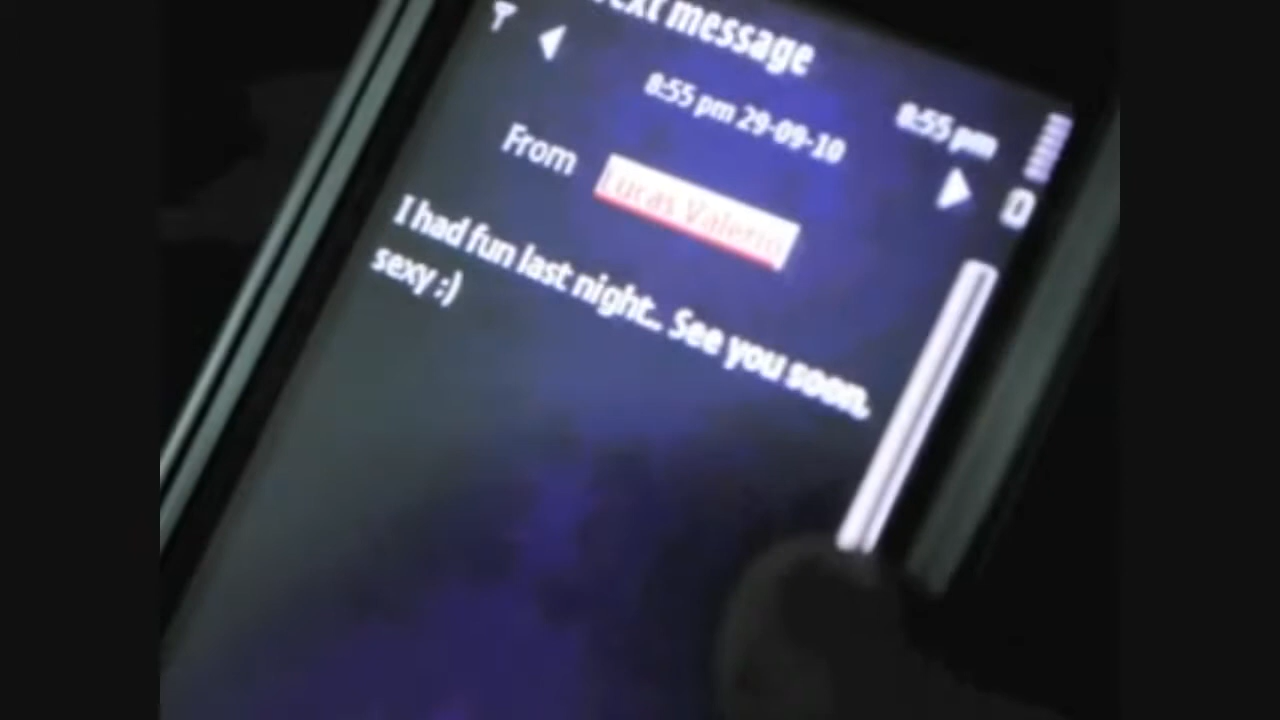 Text message
8:55 pm
8:55 pm 29-09-10
From Lucas Valerio
I had fun last night.. See you soon,
sexy ;)